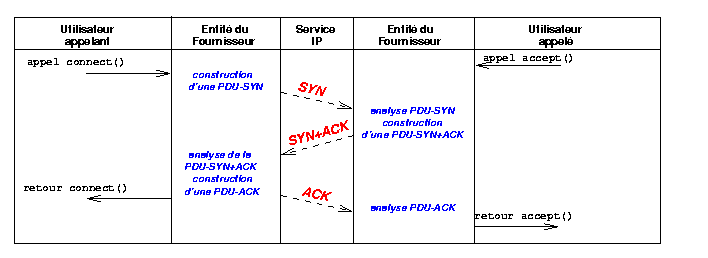 Utilisateur
appelant
Entité du
Fournisseur
Service
IP
Entité du
Fournisseur
Utilisateur
appelé
appel connect()
appel accept()
construction
d'une PDU-SYN
SYN
analyse PDU-SYN
construction
d'une PDU-SYN+ACK
SYN+ACK
analyse de la
PDU-SYN+ACK
construction
d'une PDU-ACK
retour connect()
ACK
analyse PDU-ACK
retour accept()